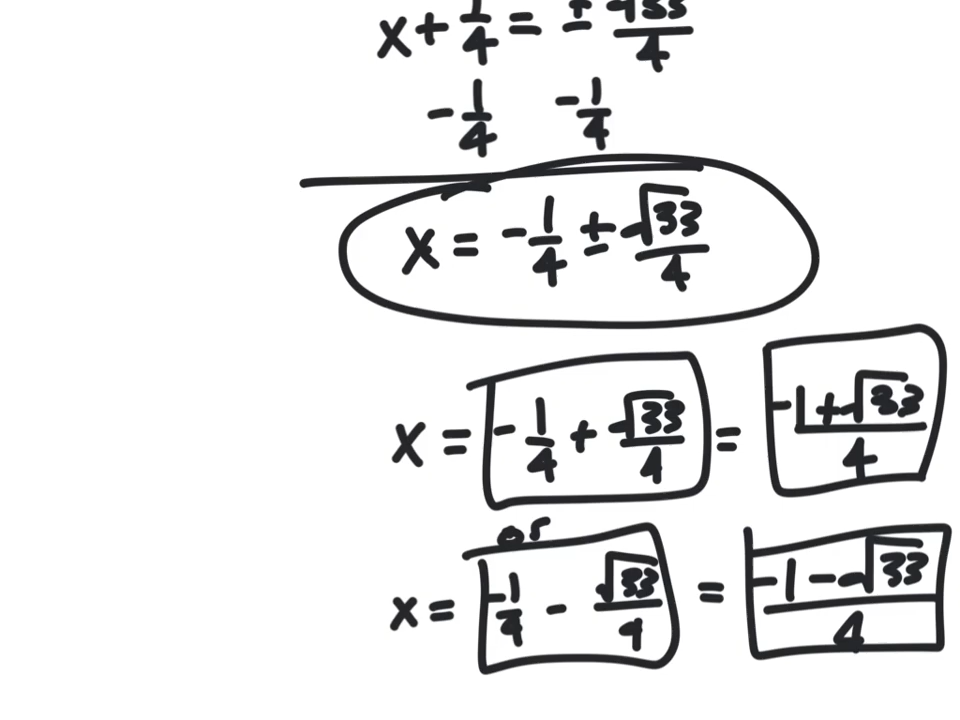 x + 1/4 = ± √33/4
- 1/4 - 1/4
x = - 1/4 ± √33/4
x = - 1/4 + √33/4 = (-1 + √33)/4
or
x = - 1/4 - √33/4 = (-1 - √33)/4